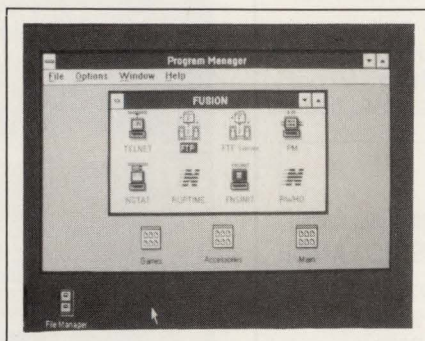 Program Manager
File Options Window Help
FUSION
TELNET FTP FTP Server PM
NSTAT RUPTIME ENSINIT RWHO
Games Accessories Main
File Manager